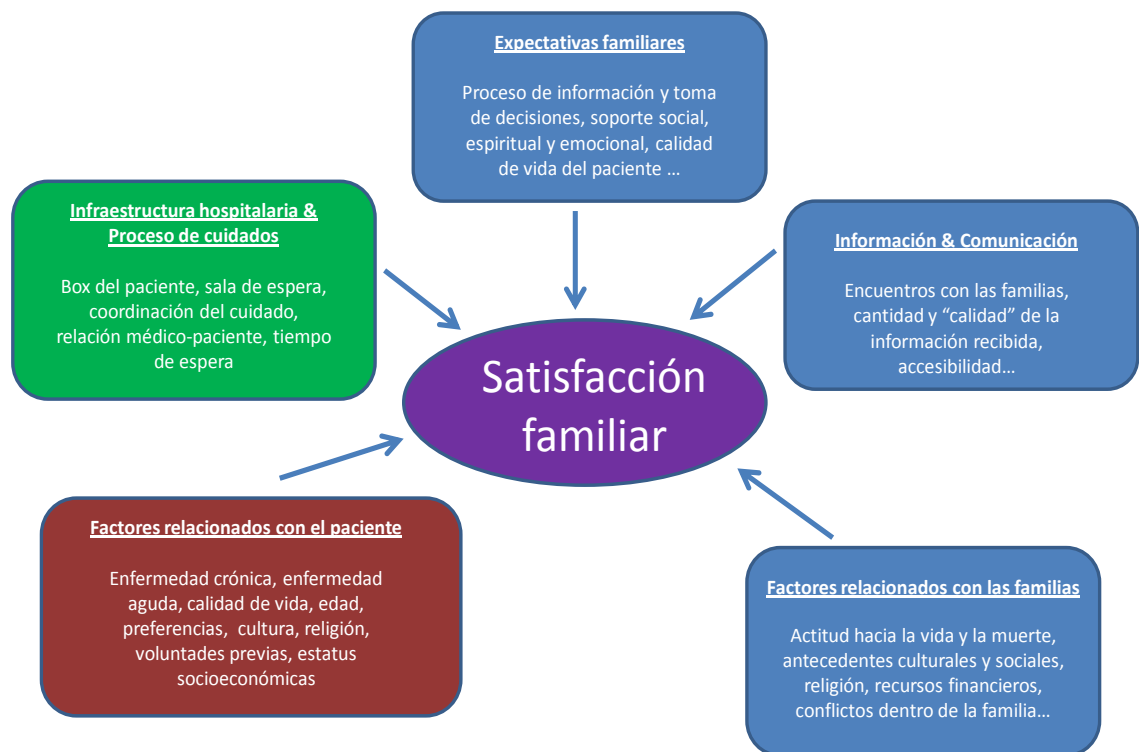 Expectativas familiares
Proceso de información y toma
de decisiones, soporte social,
espiritual y emocional, calidad
de vida del paciente …
Infraestructura hospitalaria &
Proceso de cuidados
Box del paciente, sala de espera,
coordinación del cuidado,
relación médico-paciente, tiempo
de espera
Información & Comunicación
Encuentros con las familias,
cantidad y “calidad” de la
información recibida,
accesibilidad…
Satisfacción
familiar
Factores relacionados con el paciente
Enfermedad crónica, enfermedad
aguda, calidad de vida, edad,
preferencias, cultura, religión,
voluntades previas, estatus
socioeconómicas
Factores relacionados con las familias
Actitud hacia la vida y la muerte,
antecedentes culturales y sociales,
religión, recursos financieros,
conflictos dentro de la familia…